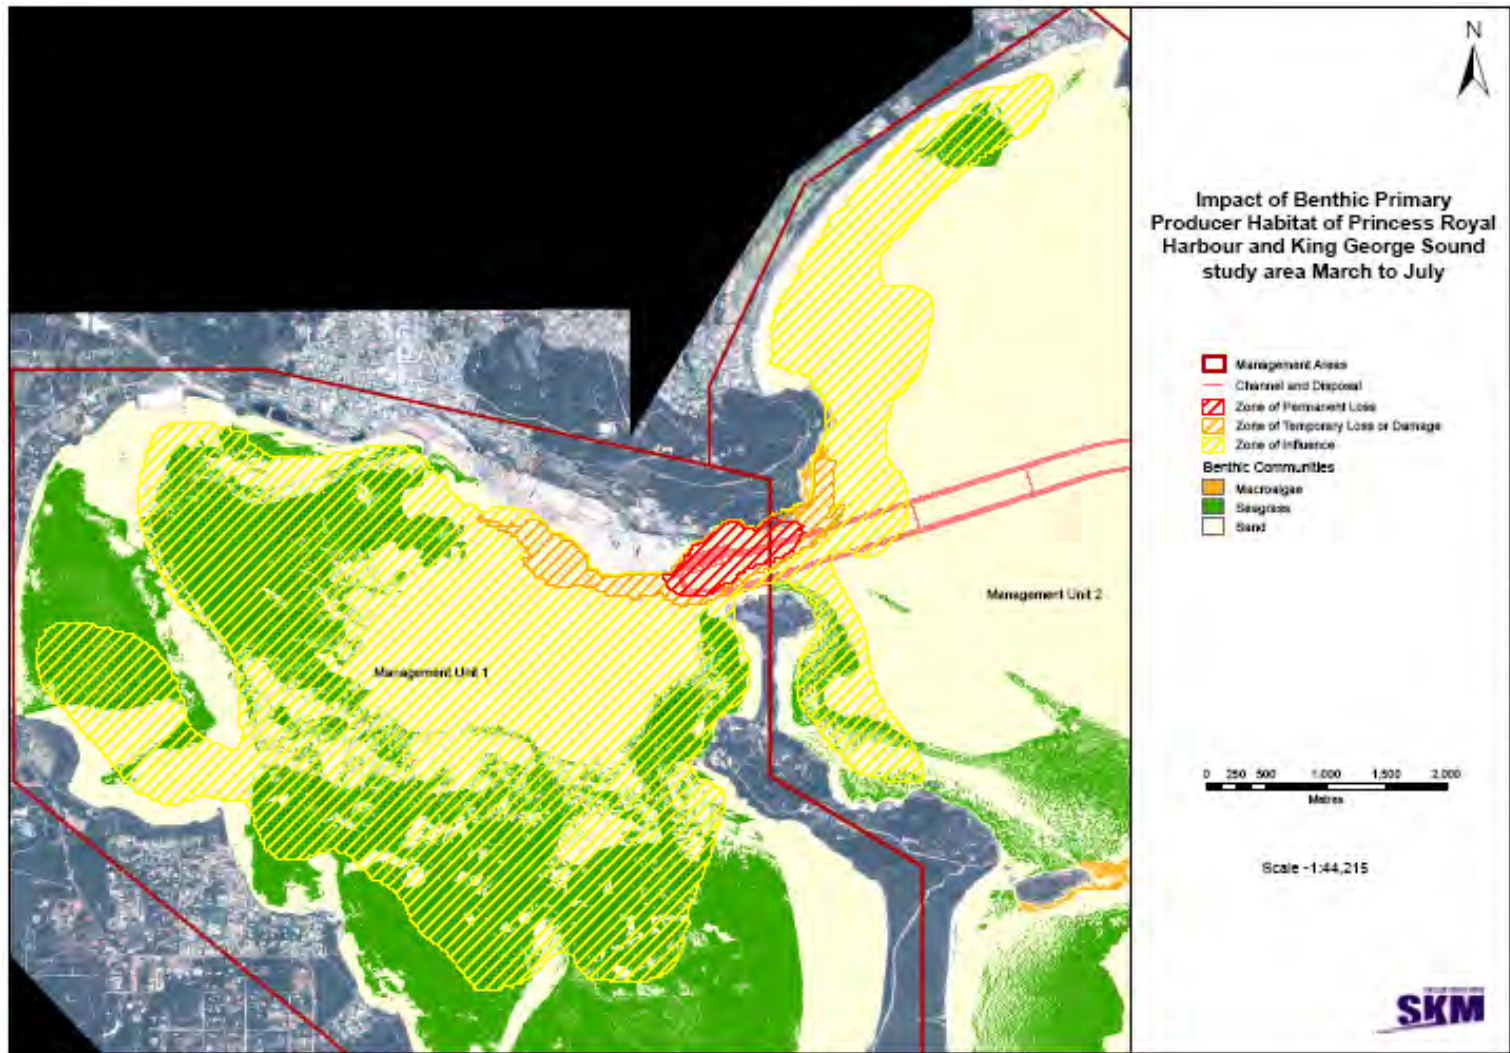 N
Impact of Benthic Primary
Producer Habitat of Princess Royal
Harbour and King George Sound
study area March to July
Management Areas
Channel and Disposal
Zone of Permanent Loss
Zone of Temporary Loss or Damage
Zone of Influence
Benthic Communities
Macroalgae
Seagrass
Sand
Management Unit 2
Management Unit 1
0 250 500 1,000 1,500 2,000
Metres
Scale -1:44,215
SKM